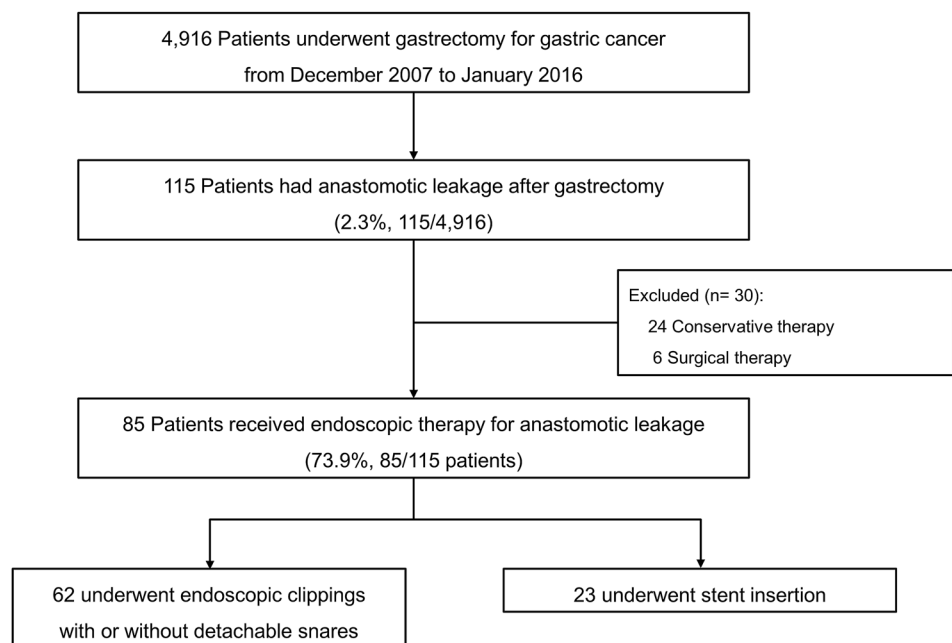 4,916 Patients underwent gastrectomy for gastric cancer
from December 2007 to January 2016
115 Patients had anastomotic leakage after gastrectomy
(2.3%, 115/4,916)
Excluded (n= 30):
24 Conservative therapy
6 Surgical therapy
85 Patients received endoscopic therapy for anastomotic leakage
(73.9%, 85/115 patients)
62 underwent endoscopic clippings
with or without detachable snares
23 underwent stent insertion